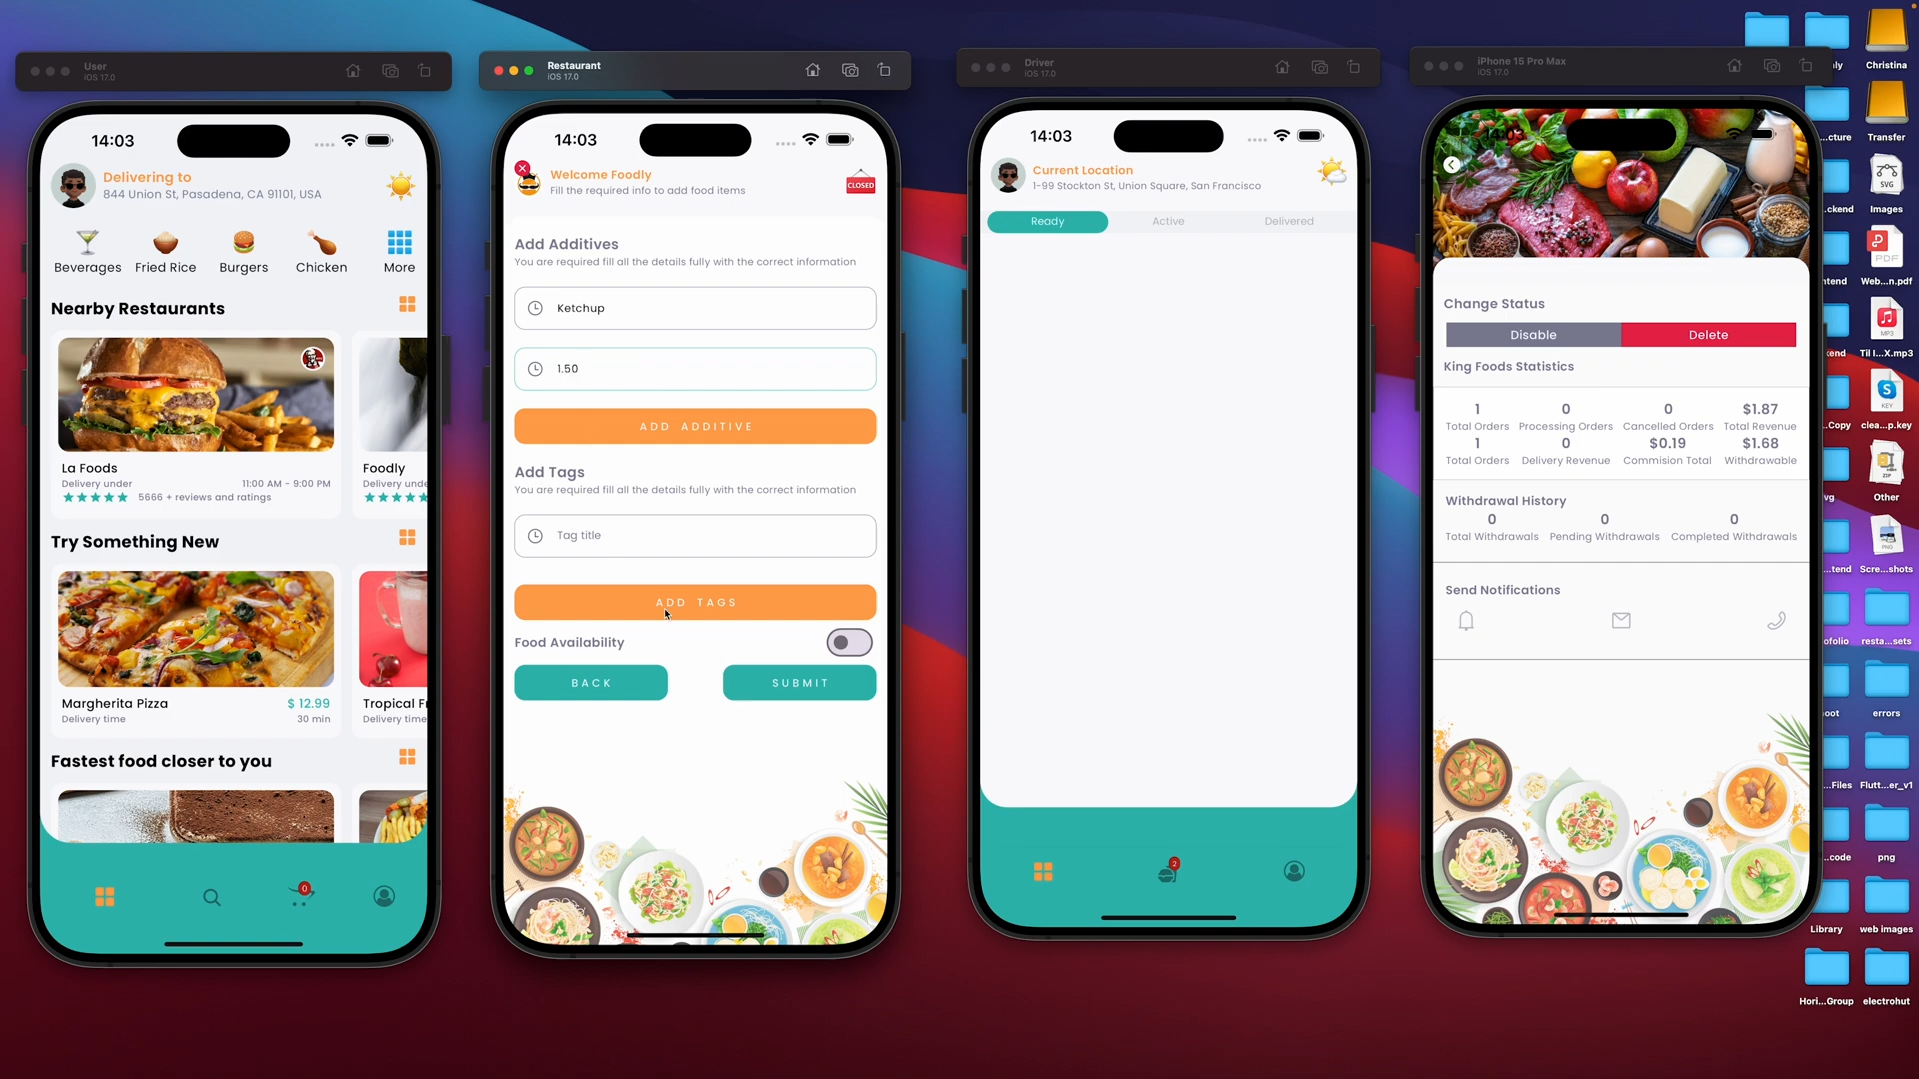 User
iOS 17.0
14:03
Delivering to
844 Union St, Pasadena, CA 91101, USA
Beverages
Fried Rice
Burgers
Chicken
More
Nearby Restaurants
La Foods
Delivery under
11:00 AM - 9:00 PM
5666 + reviews and ratings
Foodly
Delivery unde
Try Something New
Margherita Pizza
$ 12.99
Delivery time
30 min
Tropical Fr
Delivery time
Fastest food closer to you
0
Restaurant
iOS 17.0
14:03
Welcome Foodly
Fill the required info to add food items
CLOSED
Add Additives
You are required fill all the details fully with the correct information
Ketchup
1.50
ADD ADDITIVE
Add Tags
You are required fill all the details fully with the correct information
Tag title
ADD TAGS
Food Availability
BACK
SUBMIT
Driver
iOS 17.0
14:03
Current Location
1-99 Stockton St, Union Square, San Francisco
Ready
Active
Delivered
2
iPhone 15 Pro Max
iOS 17.0
14:03
Change Status
Disable
Delete
King Foods Statistics
1
0
0
$1.87
Total Orders
Processing Orders
Cancelled Orders
Total Revenue
1
0
$0.19
$1.68
Total Orders
Delivery Revenue
Commision Total
Withdrawable
Withdrawal History
0
0
0
Total Withdrawals
Pending Withdrawals
Completed Withdrawals
Send Notifications
...ly
Christina
...cture
Transfer
SVG
...ckend
Images
PDF
...tend
Web...n.pdf
MP3
...kend
Til I...X.mp3
KEY
...Copy
clea...p.key
...vg
Other
PNG
...tend
Scre...shots
...ofolio
resta...sets
...oot
errors
...Files
Flutt...er_v1
...code
png
Library
web images
Hori...Group
electrohut